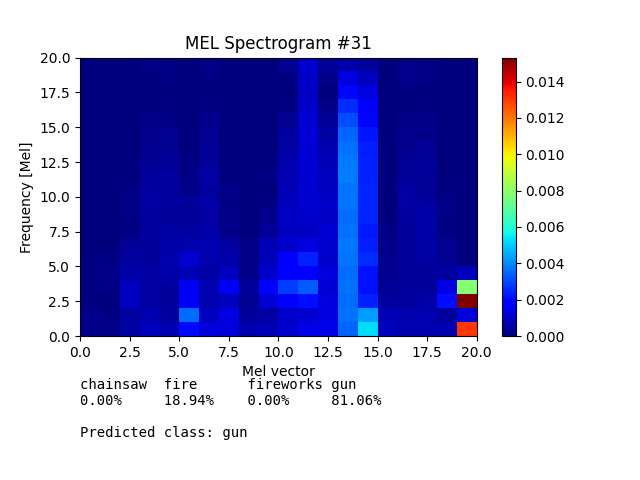 MEL Spectrogram #31
20.0
17.5
15.0
12.5
10.0
7.5
5.0
2.5
0.0
Frequency [Mel]
0.0 2.5 5.0 7.5 10.0 12.5 15.0 17.5 20.0
Mel vector
0.014
0.012
0.010
0.008
0.006
0.004
0.002
0.000
chainsaw fire fireworks gun
0.00% 18.94% 0.00% 81.06%
Predicted class: gun